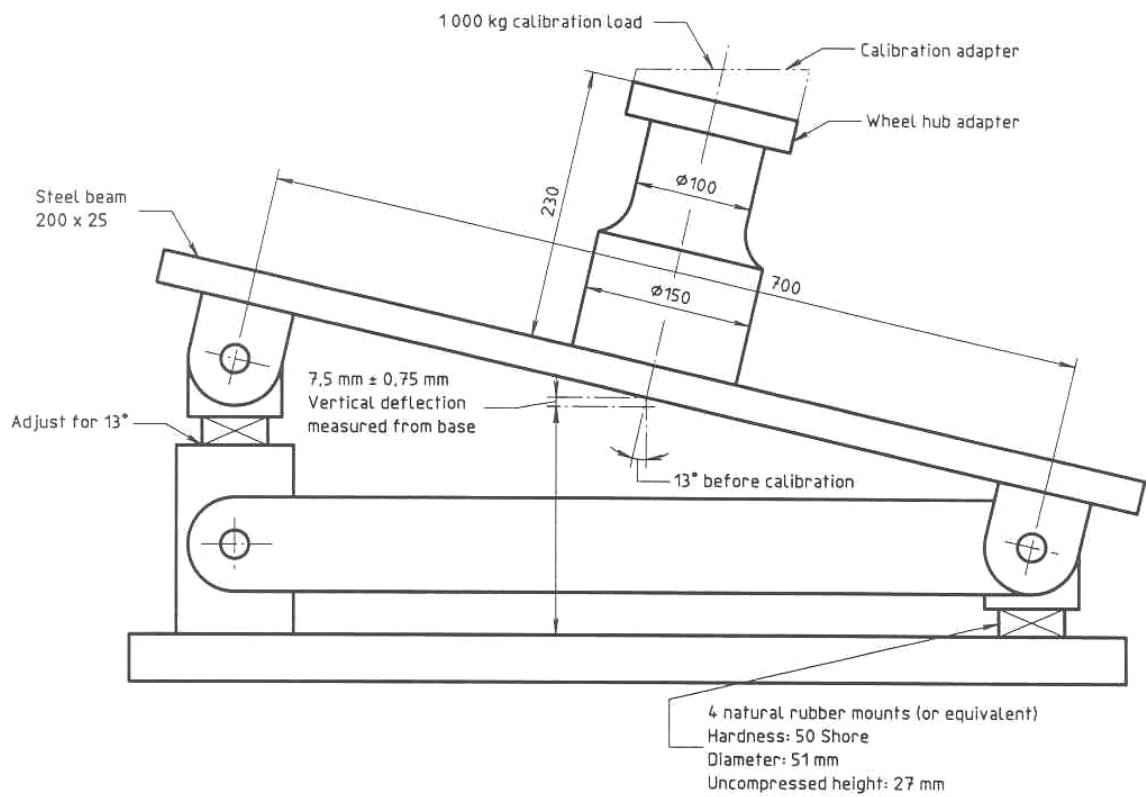 1000 kg calibration load
Calibration adapter
Wheel hub adapter
Steel beam
200 x 25
230
Ø100
700
Ø150
7,5 mm ± 0,75 mm
Vertical deflection
measured from base
Adjust for 13°
13° before calibration
4 natural rubber mounts (or equivalent)
Hardness: 50 Shore
Diameter: 51 mm
Uncompressed height: 27 mm